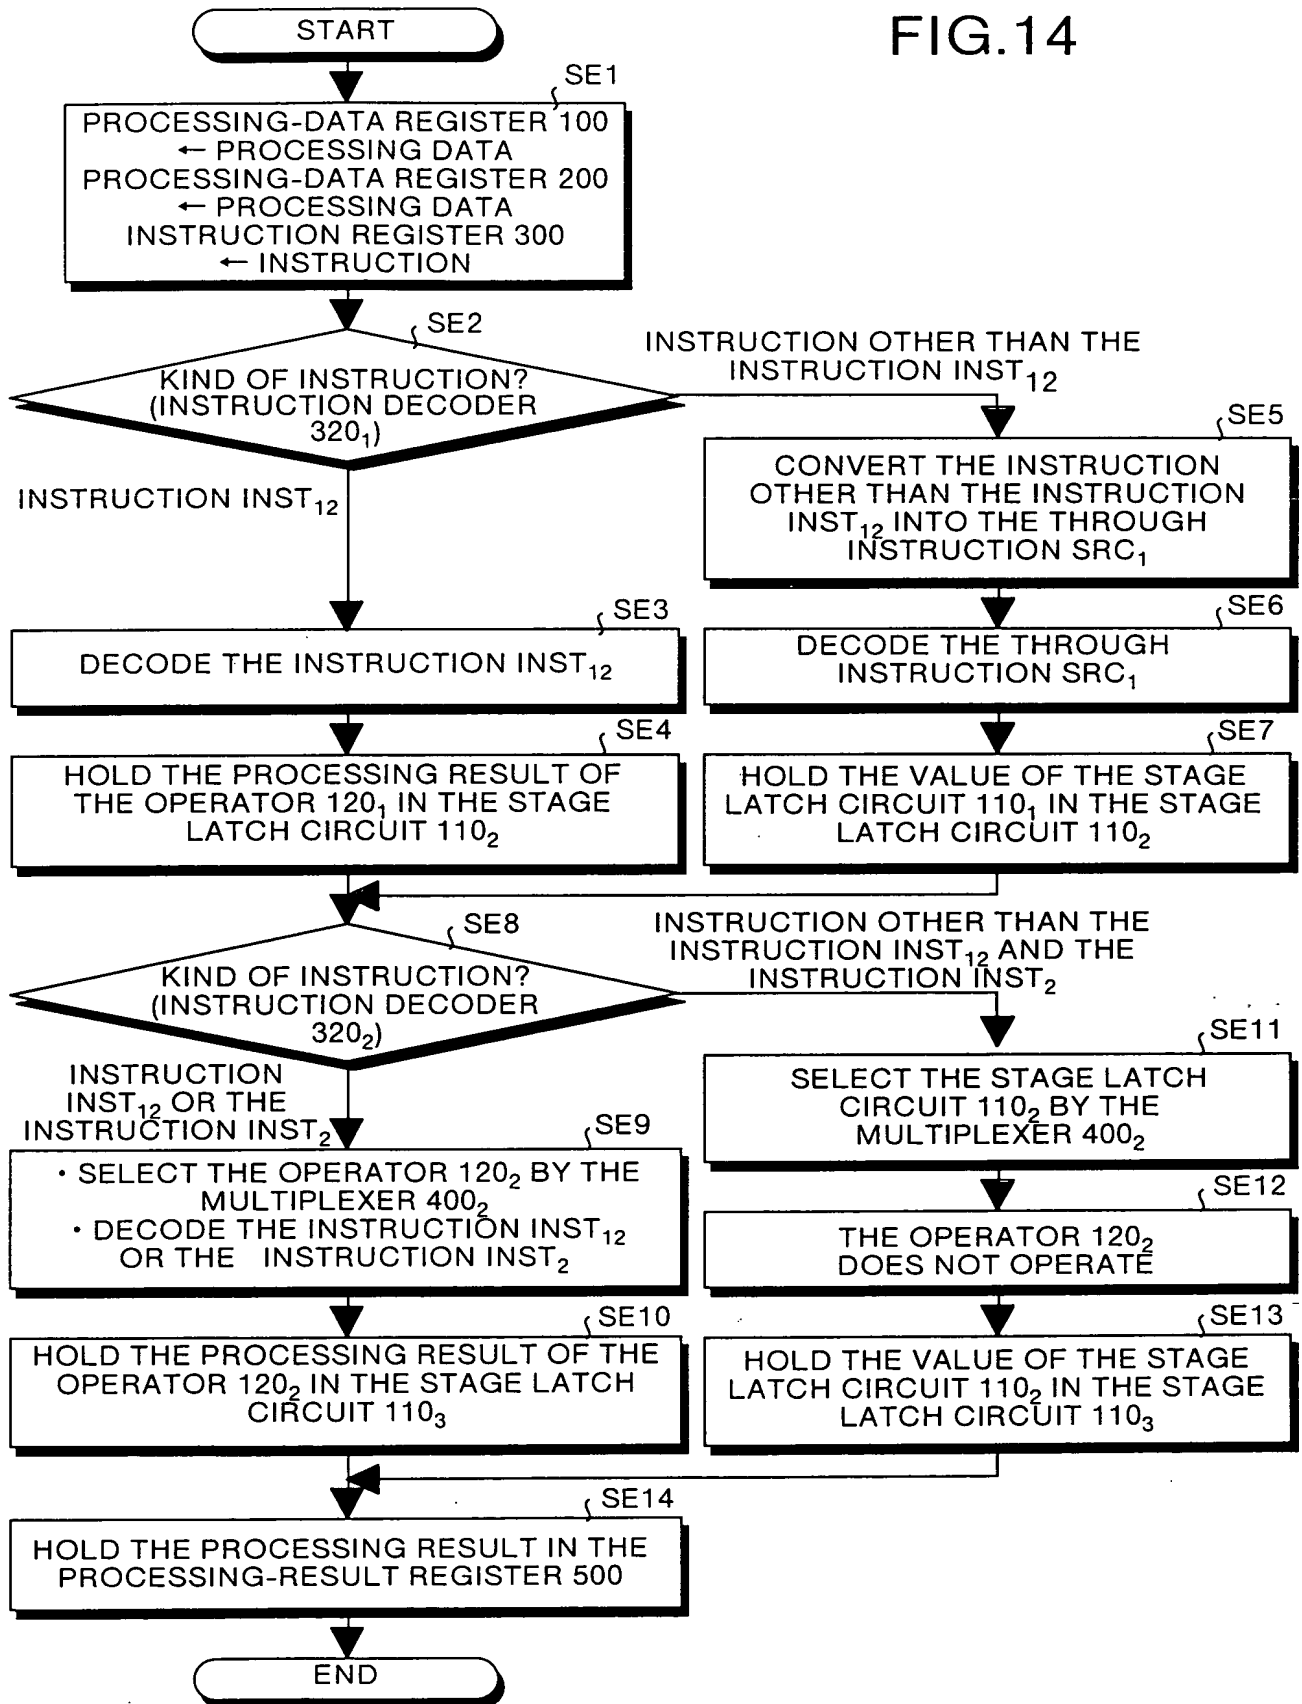 FIG.14
START
SE1
PROCESSING-DATA REGISTER 100
← PROCESSING DATA
PROCESSING-DATA REGISTER 200
← PROCESSING DATA
INSTRUCTION REGISTER 300
← INSTRUCTION
SE2
KIND OF INSTRUCTION?
(INSTRUCTION DECODER
320₁)
INSTRUCTION OTHER THAN THE
INSTRUCTION INST₁₂
INSTRUCTION INST₁₂
SE5
CONVERT THE INSTRUCTION
OTHER THAN THE INSTRUCTION
INST₁₂ INTO THE THROUGH
INSTRUCTION SRC₁
SE3
DECODE THE INSTRUCTION INST₁₂
SE6
DECODE THE THROUGH
INSTRUCTION SRC₁
SE4
HOLD THE PROCESSING RESULT OF
THE OPERATOR 120₁ IN THE STAGE
LATCH CIRCUIT 110₂
SE7
HOLD THE VALUE OF THE STAGE
LATCH CIRCUIT 110₁ IN THE STAGE
LATCH CIRCUIT 110₂
SE8
KIND OF INSTRUCTION?
(INSTRUCTION DECODER
320₂)
INSTRUCTION OTHER THAN THE
INSTRUCTION INST₁₂ AND THE
INSTRUCTION INST₂
INSTRUCTION
INST₁₂ OR THE
INSTRUCTION INST₂
SE11
SELECT THE STAGE LATCH
CIRCUIT 110₂ BY THE
MULTIPLEXER 400₂
SE9
・SELECT THE OPERATOR 120₂ BY THE
MULTIPLEXER 400₂
・DECODE THE INSTRUCTION INST₁₂
OR THE INSTRUCTION INST₂
SE12
THE OPERATOR 120₂
DOES NOT OPERATE
SE10
HOLD THE PROCESSING RESULT OF THE
OPERATOR 120₂ IN THE STAGE LATCH
CIRCUIT 110₃
SE13
HOLD THE VALUE OF THE STAGE
LATCH CIRCUIT 110₂ IN THE STAGE
LATCH CIRCUIT 110₃
SE14
HOLD THE PROCESSING RESULT IN THE
PROCESSING-RESULT REGISTER 500
END